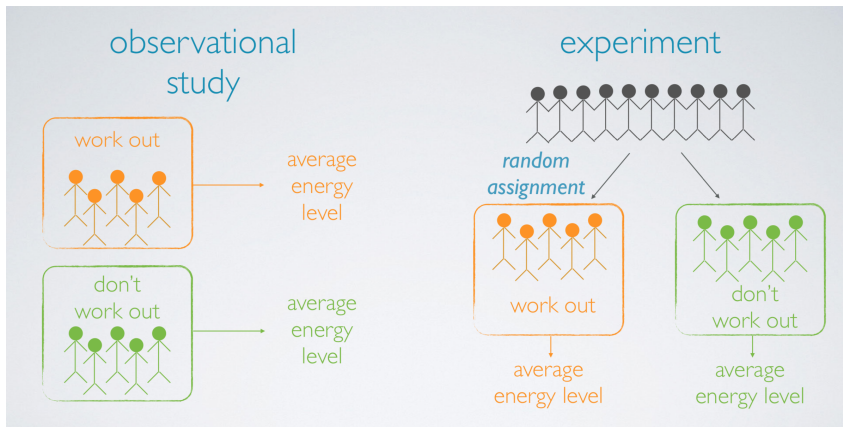 observational
study
work out
average
energy
level
don't
work out
average
energy
level
experiment
random
assignment
work out
average
energy level
don't
work out
average
energy level